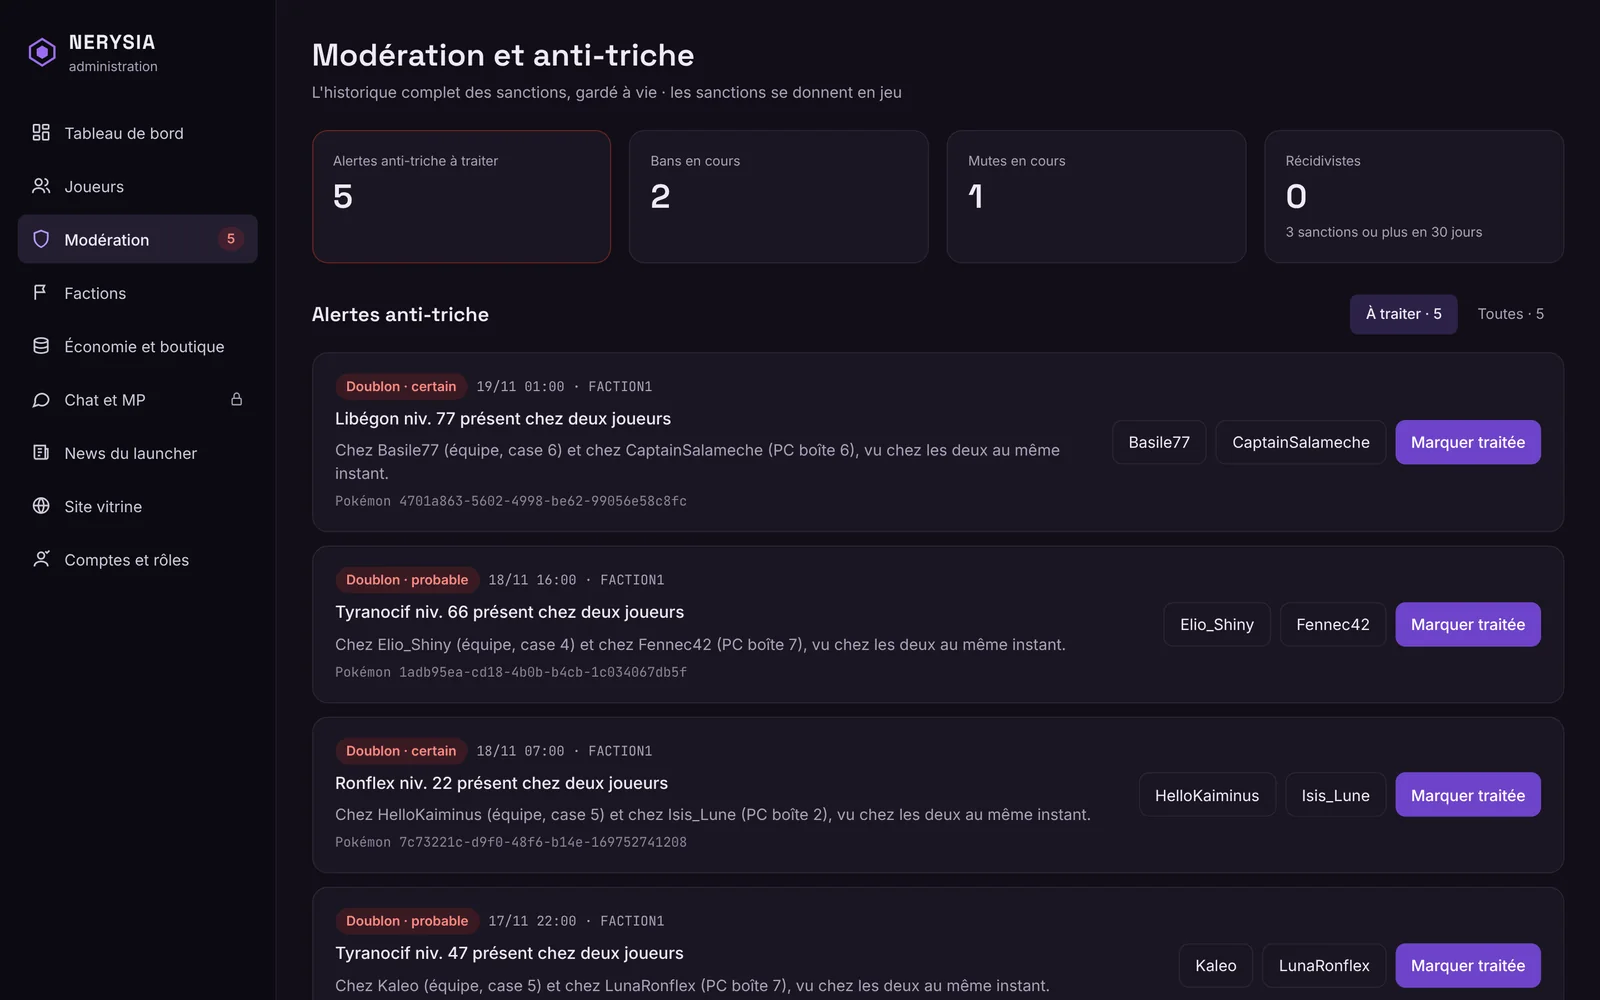 NERYSIA
administration
Tableau de bord
Joueurs
Modération 5
Factions
Économie et boutique
Chat et MP
News du launcher
Site vitrine
Comptes et rôles
Modération et anti-triche
L'historique complet des sanctions, gardé à vie · les sanctions se donnent en jeu
Alertes anti-triche à traiter
5
Bans en cours
2
Mutes en cours
1
Récidivistes
0
3 sanctions ou plus en 30 jours
Alertes anti-triche
À traiter · 5
Toutes · 5
Doublon · certain 19/11 01:00 · FACTION1
Libégon niv. 77 présent chez deux joueurs
Chez Basile77 (équipe, case 6) et chez CaptainSalameche (PC boîte 6), vu chez les deux au même
instant.
Pokémon 4701a863-5602-4998-be62-99056e58c8fc
Basile77
CaptainSalameche
Marquer traitée
Doublon · probable 18/11 16:00 · FACTION1
Tyranocif niv. 66 présent chez deux joueurs
Chez Elio_Shiny (équipe, case 4) et chez Fennec42 (PC boîte 7), vu chez les deux au même instant.
Pokémon 1adb95ea-cd18-4b0b-b4cb-1c034067db5f
Elio_Shiny
Fennec42
Marquer traitée
Doublon · certain 18/11 07:00 · FACTION1
Ronflex niv. 22 présent chez deux joueurs
Chez HelloKaiminus (équipe, case 5) et chez Isis_Lune (PC boîte 2), vu chez les deux au même instant.
Pokémon 7c73221c-d9f0-48f6-b14e-169752741208
HelloKaiminus
Isis_Lune
Marquer traitée
Doublon · probable 17/11 22:00 · FACTION1
Tyranocif niv. 47 présent chez deux joueurs
Chez Kaleo (équipe, case 5) et chez LunaRonflex (PC boîte 7), vu chez les deux au même instant.
Kaleo
LunaRonflex
Marquer traitée